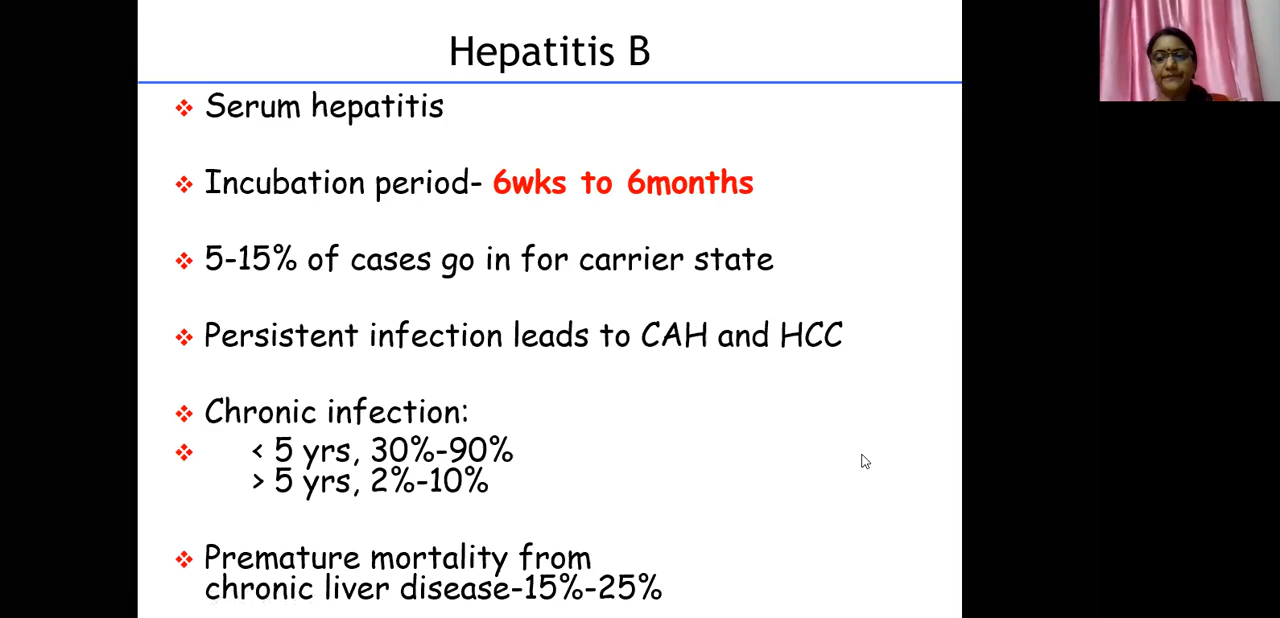 Hepatitis B
Serum hepatitis
Incubation period- 6wks to 6months
5-15% of cases go in for carrier state
Persistent infection leads to CAH and HCC
Chronic infection:
< 5 yrs, 30%-90%
> 5 yrs, 2%-10%
Premature mortality from
chronic liver disease-15%-25%